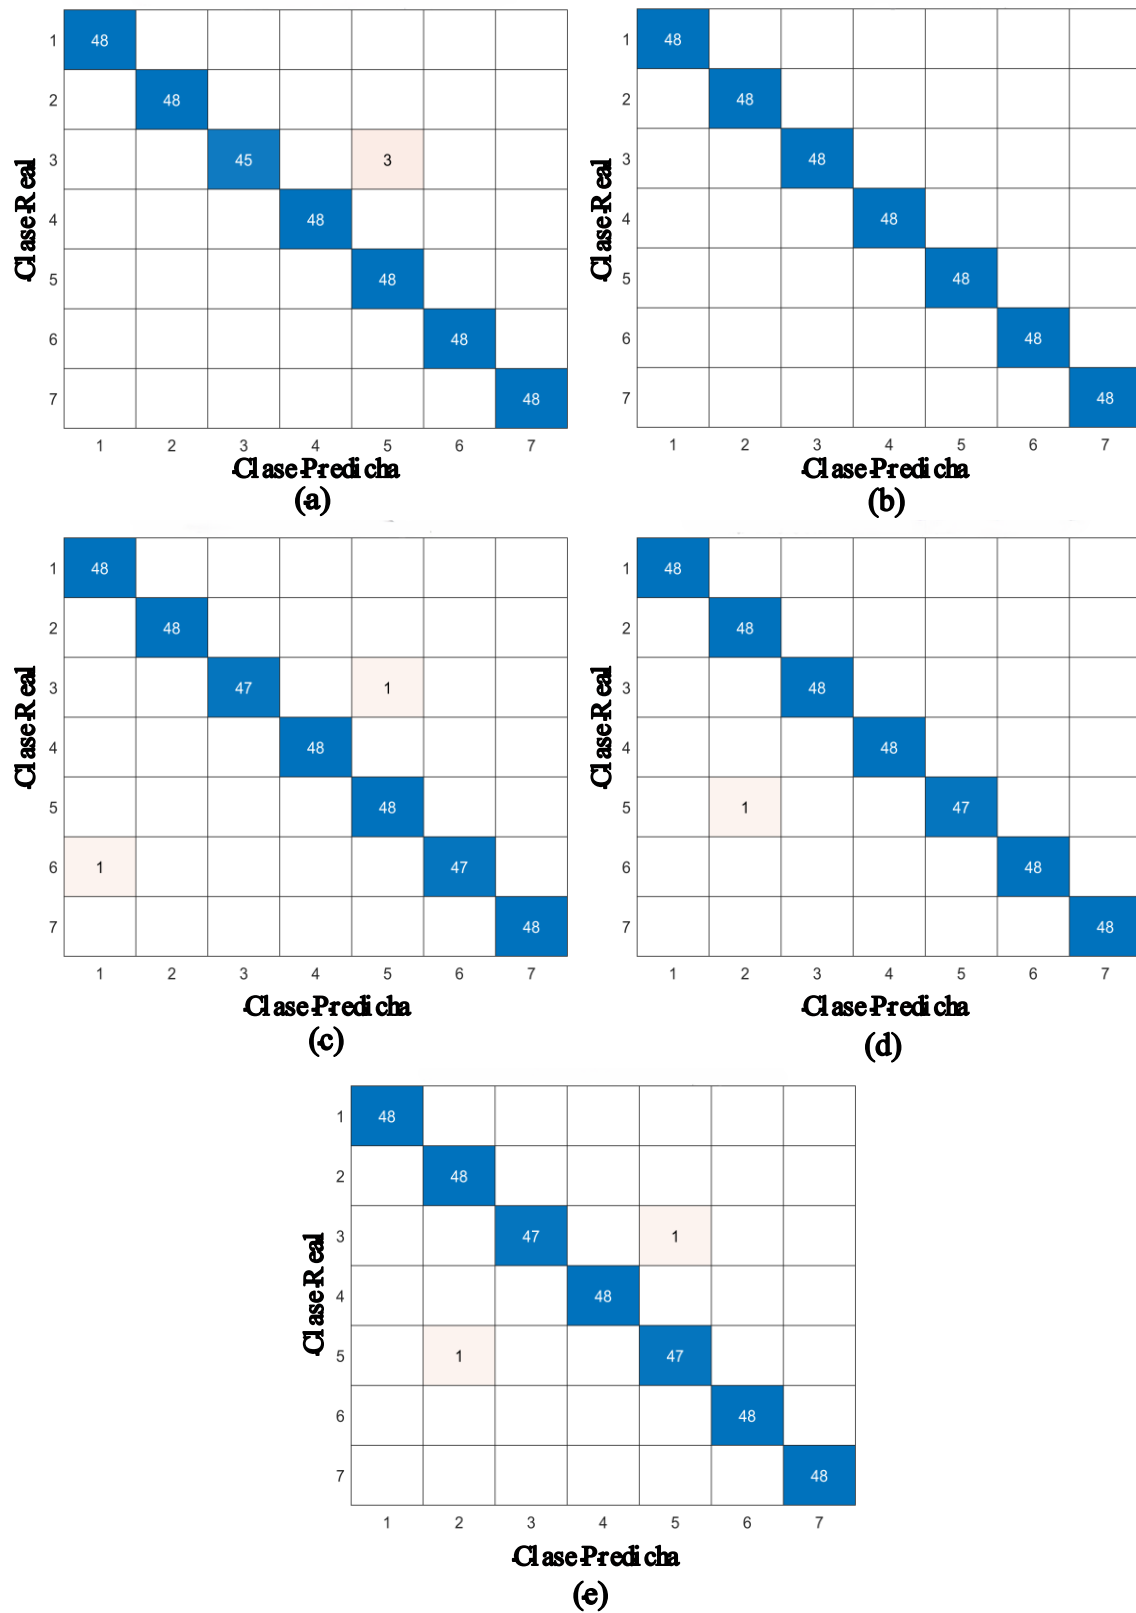 1 48
2 48
3 45 3
4 48
5 48
6 48
7 48
1 2 3 4 5 6 7
Clase Real
Clase Predicha
(a)
1 48
2 48
3 48
4 48
5 48
6 48
7 48
1 2 3 4 5 6 7
Clase Real
Clase Predicha
(b)
1 48
2 48
3 47 1
4 48
5 48
6 1 47
7 48
1 2 3 4 5 6 7
Clase Real
Clase Predicha
(c)
1 48
2 48
3 48
4 48
5 1 47
6 48
7 48
1 2 3 4 5 6 7
Clase Real
Clase Predicha
(d)
1 48
2 48
3 47 1
4 48
5 1 47
6 48
7 48
1 2 3 4 5 6 7
Clase Real
Clase Predicha
(e)